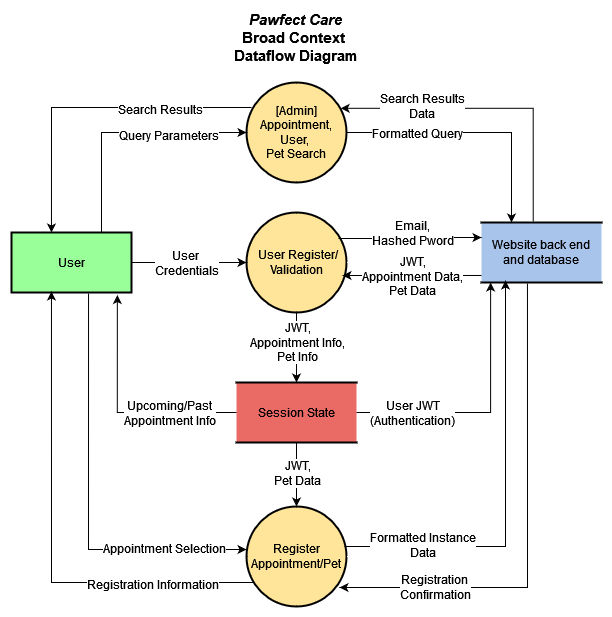 Pawfect Care
Broad Context
Dataflow Diagram
Search Results
Query Parameters
[Admin]
Appointment,
User,
Pet Search
Search Results
Data
Formatted Query
User
User
Credentials
User Register/
Validation
Email,
Hashed Pword
JWT,
Appointment Data,
Pet Data
Website back end
and database
JWT,
Appointment Info,
Pet Info
Upcoming/Past
Appointment Info
Session State
User JWT
(Authentication)
JWT,
Pet Data
Appointment Selection
Registration Information
Register
Appointment/Pet
Formatted Instance
Data
Registration
Confirmation